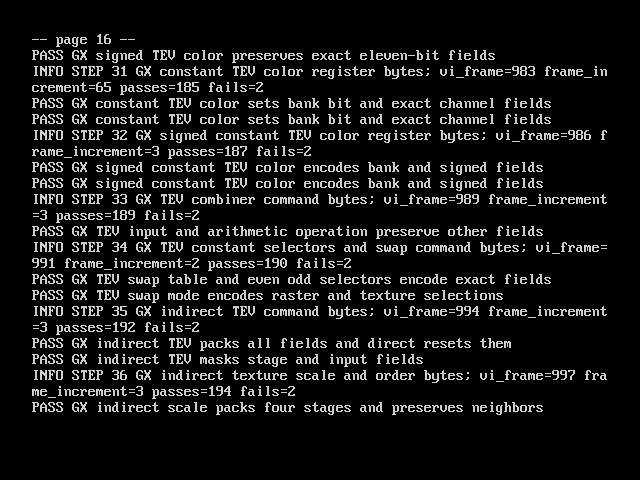 -- page 16 --
PASS GX signed TEV color preserves exact eleven-bit fields
INFO STEP 31 GX constant TEV color register bytes; vi_frame=983 frame_in
crement=65 passes=185 fails=2
PASS GX constant TEV color sets bank bit and exact channel fields
PASS GX constant TEV color sets bank bit and exact channel fields
INFO STEP 32 GX signed constant TEV color register bytes; vi_frame=986 f
rame_increment=3 passes=187 fails=2
PASS GX signed constant TEV color encodes bank and signed fields
PASS GX signed constant TEV color encodes bank and signed fields
INFO STEP 33 GX TEV combiner command bytes; vi_frame=989 frame_increment
=3 passes=189 fails=2
PASS GX TEV input and arithmetic operation preserve other fields
INFO STEP 34 GX TEV constant selectors and swap command bytes; vi_frame=
991 frame_increment=2 passes=190 fails=2
PASS GX TEV swap table and even odd selectors encode exact fields
PASS GX TEV swap mode encodes raster and texture selections
INFO STEP 35 GX indirect TEV command bytes; vi_frame=994 frame_increment
=3 passes=192 fails=2
PASS GX indirect TEV packs all fields and direct resets them
PASS GX indirect TEV masks stage and input fields
INFO STEP 36 GX indirect texture scale and order bytes; vi_frame=997 fra
me_increment=3 passes=194 fails=2
PASS GX indirect scale packs four stages and preserves neighbors